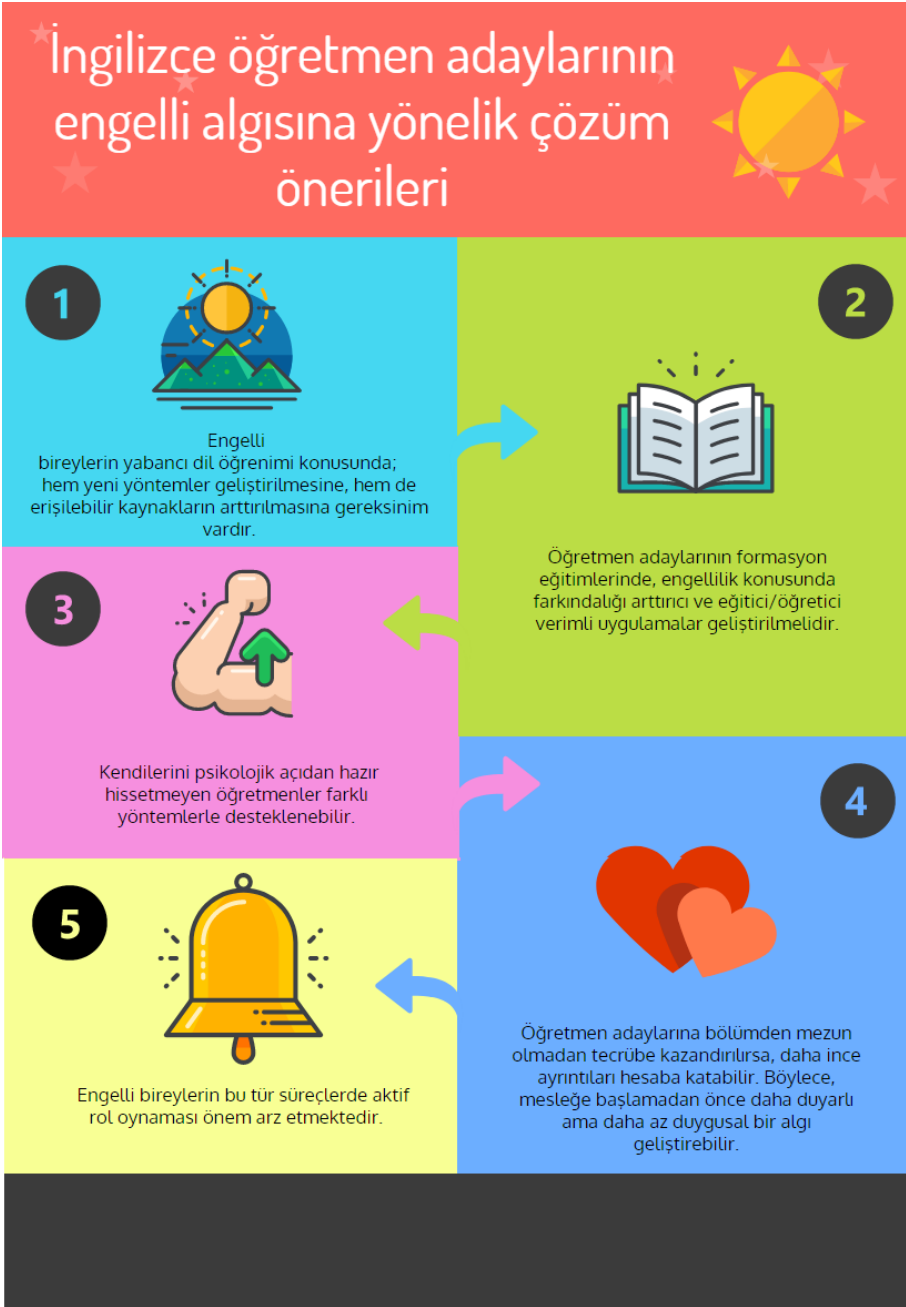 İngilizce öğretmen adaylarının
engelli algısına yönelik çözüm
önerileri
1
Engelli
bireylerin yabancı dil öğrenimi konusunda;
hem yeni yöntemler geliştirilmesine, hem de
erişilebilir kaynakların arttırılmasına gereksinim
vardır.
2
Öğretmen adaylarının formasyon
eğitimlerinde, engellilik konusunda
farkındalığı arttırıcı ve eğitici/öğretici
verimli uygulamalar geliştirilmelidir.
3
Kendilerini psikolojik açıdan hazır
hissetmeyen öğretmenler farklı
yöntemlerle desteklenebilir.
4
Öğretmen adaylarına bölümden mezun
olmadan tecrübe kazandırılırsa, daha ince
ayrıntıları hesaba katabilir. Böylece,
mesleğe başlamadan önce daha duyarlı
ama daha az duygusal bir algı
geliştirebilir.
5
Engelli bireylerin bu tür süreçlerde aktif
rol oynaması önem arz etmektedir.